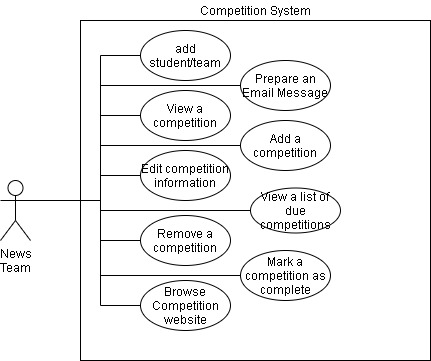 Competition System
add
student/team
Prepare an
Email Message
View a
competition
Add a
competition
Edit competition
information
View a list of
due
competitions
Remove a
competition
Mark a
competition as
complete
Browse
Competition
website
News
Team